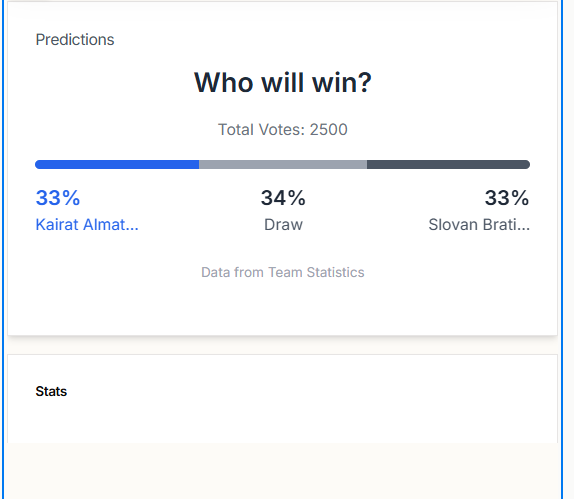 Predictions
Who will win?
Total Votes: 2500
33% 34% 33%
Kairat Almat... Draw Slovan Brati...
Data from Team Statistics
Stats